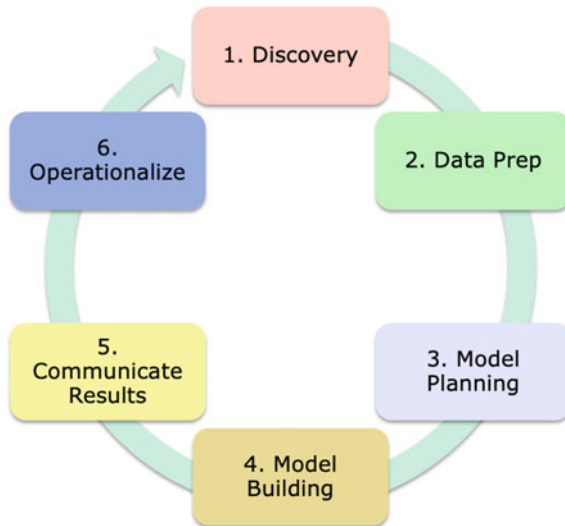 1. Discovery
2. Data Prep
3. Model
Planning
4. Model
Building
5.
Communicate
Results
6.
Operationalize